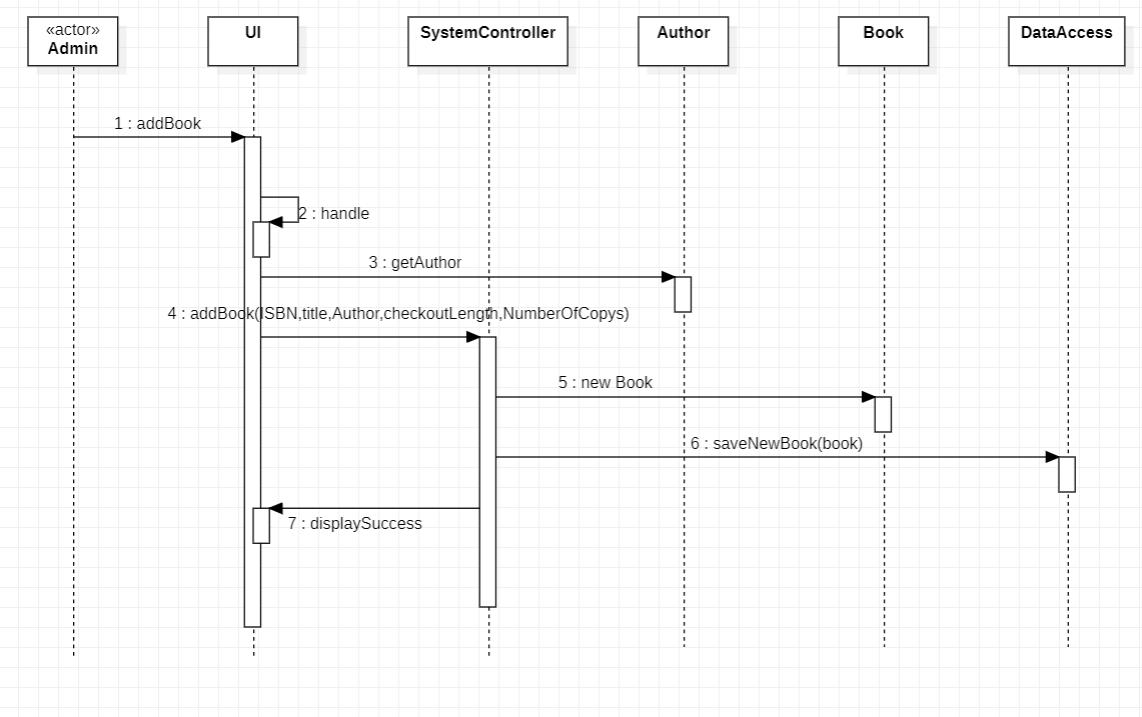 «actor»
Admin
UI
SystemController
Author
Book
DataAccess
1 : addBook
2 : handle
3 : getAuthor
4 : addBook(ISBN,title,Author,checkoutLength,NumberOfCopys)
5 : new Book
6 : saveNewBook(book)
7 : displaySuccess